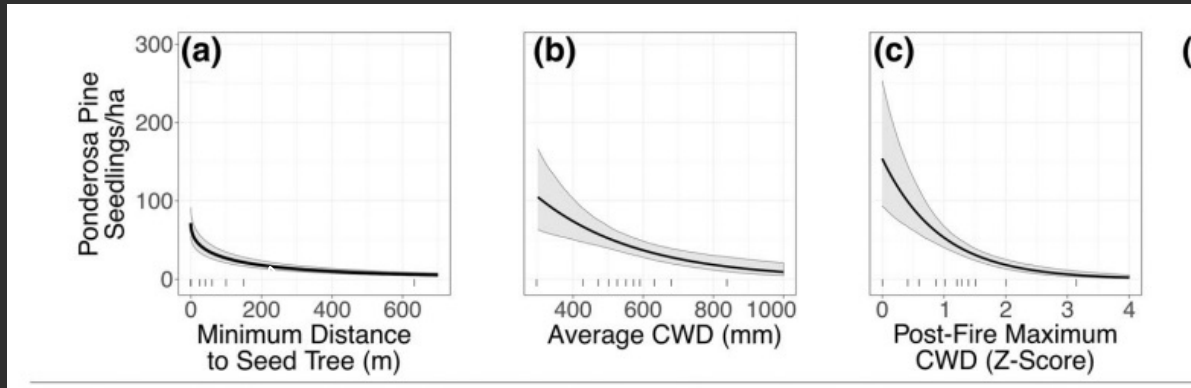 Ponderosa Pine
Seedlings/ha
300
200
100
0
(a)
0 200 400 600
Minimum Distance
to Seed Tree (m)
(b)
400 600 800 1000
Average CWD (mm)
(c)
0 1 2 3 4
Post-Fire Maximum
CWD (Z-Score)
(